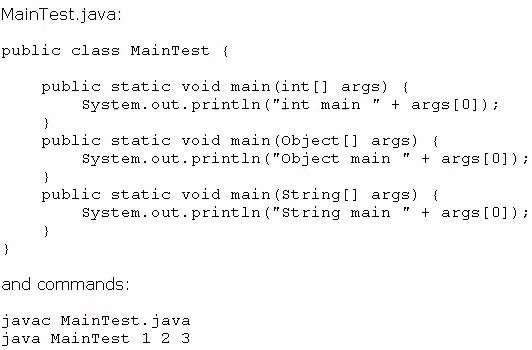 MainTest.java:
public class MainTest {
public static void main(int[] args) {
System.out.println("int main " + args[0]);
}
public static void main(Object[] args) {
System.out.println("Object main " + args[0]);
}
public static void main(String[] args) {
System.out.println("String main " + args[0]);
}
}
and commands:
javac MainTest.java
java MainTest 1 2 3